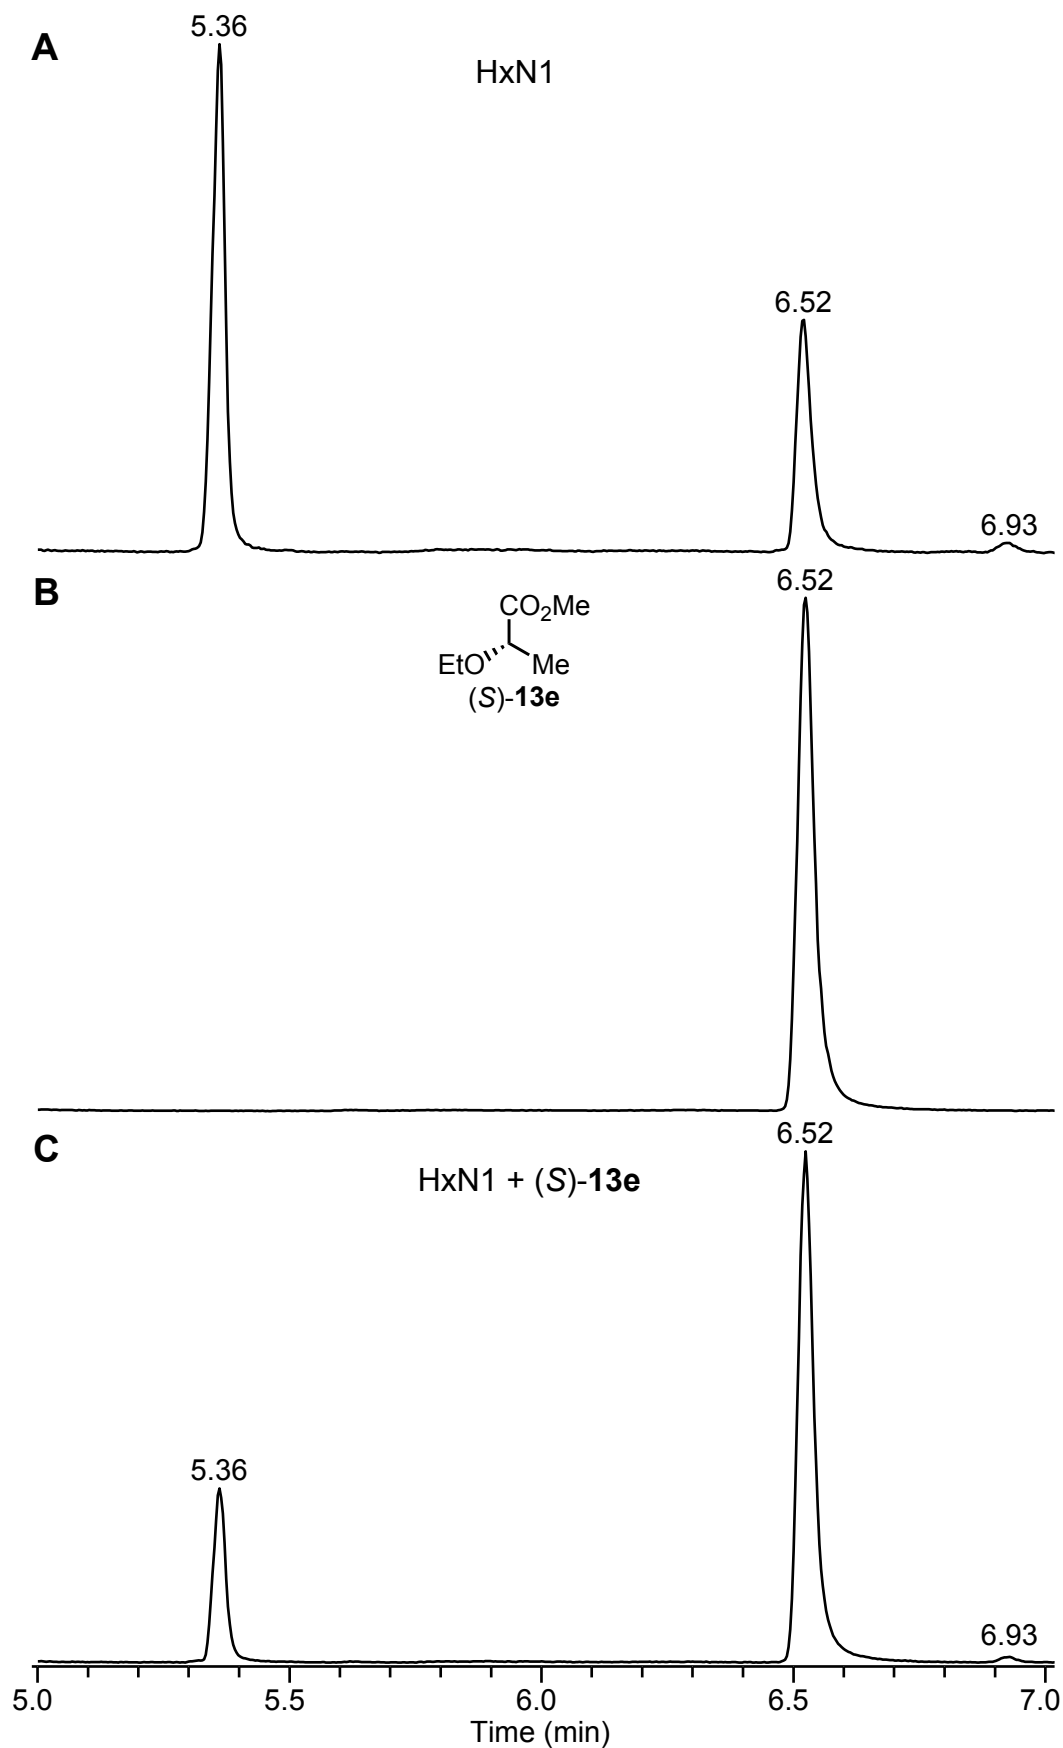 A
5.36
HxN1
6.52
6.93
B
6.52
CO2Me
EtO
Me
(S)-13e
C
6.52
HxN1 + (S)-13e
5.36
6.93
5.0 5.5 6.0 6.5 7.0
Time (min)